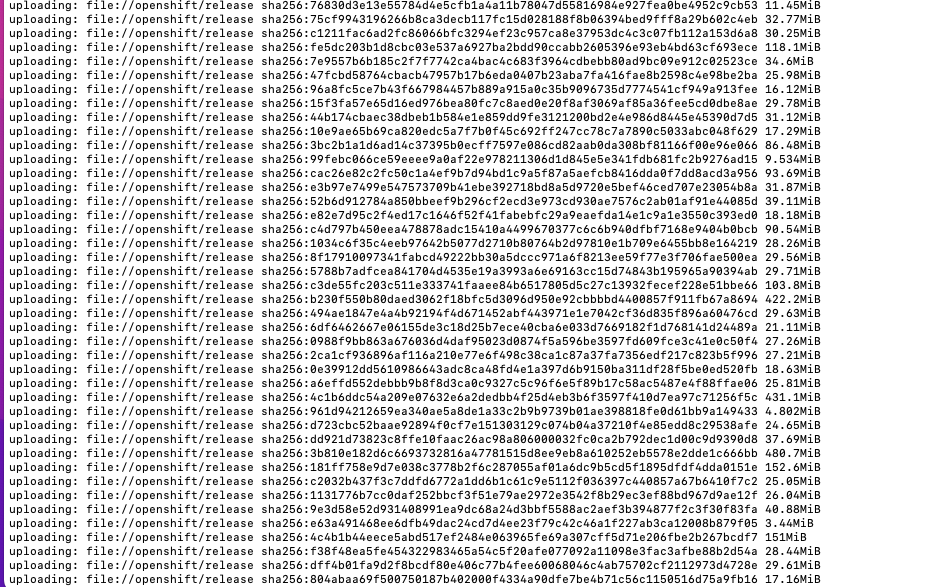 uploading: file://openshift/release sha256:76830d3e13e55784d4e5cfb1a4a11b78047d55816984e927fea0be4952c9cb53 11.45MiB
uploading: file://openshift/release sha256:75cf9943196266b8ca3decb117fc15d028188f8b06394bed9fff8a29b602c4eb 32.77MiB
uploading: file://openshift/release sha256:c1211fac6ad2fc86066bfc3294ef23c957ca8e37953dc4c3c07fb112a153d6a8 30.25MiB
uploading: file://openshift/release sha256:fe5dc203b1d8cbc03e537a6927ba2bdd90ccabb2605396e93eb4bd63cf693ece 118.1MiB
uploading: file://openshift/release sha256:7e9557b6b185c2f7f7742ca4bac4c683f3964cdbebb80ad9bc09e912c02523ce 34.6MiB
uploading: file://openshift/release sha256:47fcbd58764cbacb47957b17b6eda0407b23aba7fa416fae8b2598c4e98be2ba 25.98MiB
uploading: file://openshift/release sha256:96a8fc5ce7b43f667984457b889a915a0c35b9096735d7774541cf949a913fee 16.12MiB
uploading: file://openshift/release sha256:15f3fa57e65d16ed976bea80fc7c8aed0e20f8af3069af85a36fee5cd0dbe8ae 29.78MiB
uploading: file://openshift/release sha256:44b174cbaec38dbeb1b584e1e859dd9fe3121200bd2e4e986d8445e45390d7d5 31.12MiB
uploading: file://openshift/release sha256:10e9ae65b69ca820edc5a7f7b0f45c692ff247cc78c7a7890c5033abc048f629 17.29MiB
uploading: file://openshift/release sha256:3bc2b1a1d6ad14c37395b0ecff7597e086cd82aab0da308bf81166f00e96e066 86.48MiB
uploading: file://openshift/release sha256:99febc066ce59eeee9a0af22e978211306d1d845e5e341fdb681fc2b9276ad15 9.534MiB
uploading: file://openshift/release sha256:cac26e82c2fc50c1a4ef9b7d94bd1c9a5f87a5aefcb8416dda0f7dd8acd3a956 93.69MiB
uploading: file://openshift/release sha256:e3b97e7499e547573709b41ebe392718bd8a5d9720e5bef46ced707e23054b8a 31.87MiB
uploading: file://openshift/release sha256:52b6d912784a850bbeef9b296cf2ecd3e973cd930ae7576c2ab01af91e44085d 39.11MiB
uploading: file://openshift/release sha256:e82e7d95c2f4ed17c1646f52f41fabebfc29a9eaefda14e1c9a1e3550c393ed0 18.18MiB
uploading: file://openshift/release sha256:c4d797b450eea478878adc15410a4499670377c6c6b940dfbf7168e9404b0bcb 90.54MiB
uploading: file://openshift/release sha256:1034c6f35c4eeb97642b5077d2710b80764b2d97810e1b709e6455bb8e164219 28.26MiB
uploading: file://openshift/release sha256:8f17910097341fabcd49222bb30a5dccc971a6f8213ee59f77e3f706fae500ea 29.56MiB
uploading: file://openshift/release sha256:5788b7adfcea841704d4535e19a3993a6e69163cc15d74843b195965a90394ab 29.71MiB
uploading: file://openshift/release sha256:c3de55fc203c511e333741faaee84b6517805d5c27c13932fecef228e51bbe66 103.8MiB
uploading: file://openshift/release sha256:b230f550b80daed3062f18bfc5d3096d950e92cbbbbd4400857f911fb67a8694 422.2MiB
uploading: file://openshift/release sha256:494ae1847e4a4b92194f4d671452abf443971e1e7042cf36d835f896a60476cd 29.63MiB
uploading: file://openshift/release sha256:6df6462667e06155de3c18d25b7ece40cba6e033d7669182f1d768141d24489a 21.11MiB
uploading: file://openshift/release sha256:0988f9bb863a676036d4daf95023d0874f5a596be3597fd609fce3c41e0c50f4 27.26MiB
uploading: file://openshift/release sha256:2ca1cf936896af116a210e77e6f498c38ca1c87a37fa7356edf217c823b5f996 27.21MiB
uploading: file://openshift/release sha256:0e39912dd5610986643adc8ca48fd4e1a397d6b9150ba311df28f5be0ed520fb 18.63MiB
uploading: file://openshift/release sha256:a6effd552debbb9b8f8d3ca0c9327c5c96f6e5f89b17c58ac5487e4f88ffae06 25.81MiB
uploading: file://openshift/release sha256:4c1b6ddc54a209e07632e6a2dedbb4f25d4eb3b6f3597f410d7ea97c71256f5c 431.1MiB
uploading: file://openshift/release sha256:961d94212659ea340ae5a8de1a33c2b9b9739b01ae398818fe0d61bb9a149433 4.802MiB
uploading: file://openshift/release sha256:d723cbc52baae92894f0cf7e151303129c074b04a37210f4e85edd8c29538afe 24.65MiB
uploading: file://openshift/release sha256:dd921d73823c8ffe10faac26ac98a806000032fc0ca2b792dec1d00c9d9390d8 37.69MiB
uploading: file://openshift/release sha256:3b810e182d6c6693732816a47781515d8ee9eb8a610252eb5578e2dde1c666bb 480.7MiB
uploading: file://openshift/release sha256:181ff758e9d7e038c3778b2f6c287055af01a6dc9b5cd5f1895dfdf4dda0151e 152.6MiB
uploading: file://openshift/release sha256:c2032b437f3c7ddfd6772a1dd6b1c61c9e5112f036397c440857a67b6410f7c2 25.05MiB
uploading: file://openshift/release sha256:1131776b7cc0daf252bbcf3f51e79ae2972e3542f8b29ec3ef88bd967d9ae12f 26.04MiB
uploading: file://openshift/release sha256:9e3d58e52d931408991ea9dc68a24d3bbf5588ac2aef3b394877f2c3f30f83fa 40.88MiB
uploading: file://openshift/release sha256:e63a491468ee6dfb49dac24cd7d4ee23f79c42c46a1f227ab3ca12008b879f05 3.44MiB
uploading: file://openshift/release sha256:4c4b1b44eece5abd517ef2484e063965fe69a307cff5d71e206fbe2b267bcdf7 151MiB
uploading: file://openshift/release sha256:f38f48ea5fe454322983465a54c5f20afe077092a11098e3fac3afbe88b2d54a 28.44MiB
uploading: file://openshift/release sha256:dff4b01fa9d2f8bcdf80e406c77b4fee60068046c4ab75702cf2112973d4728e 29.61MiB
uploading: file://openshift/release sha256:804abaa69f500750187b402000f4334a90dfe7be4b71c56c1150516d75a9fb16 17.16MiB